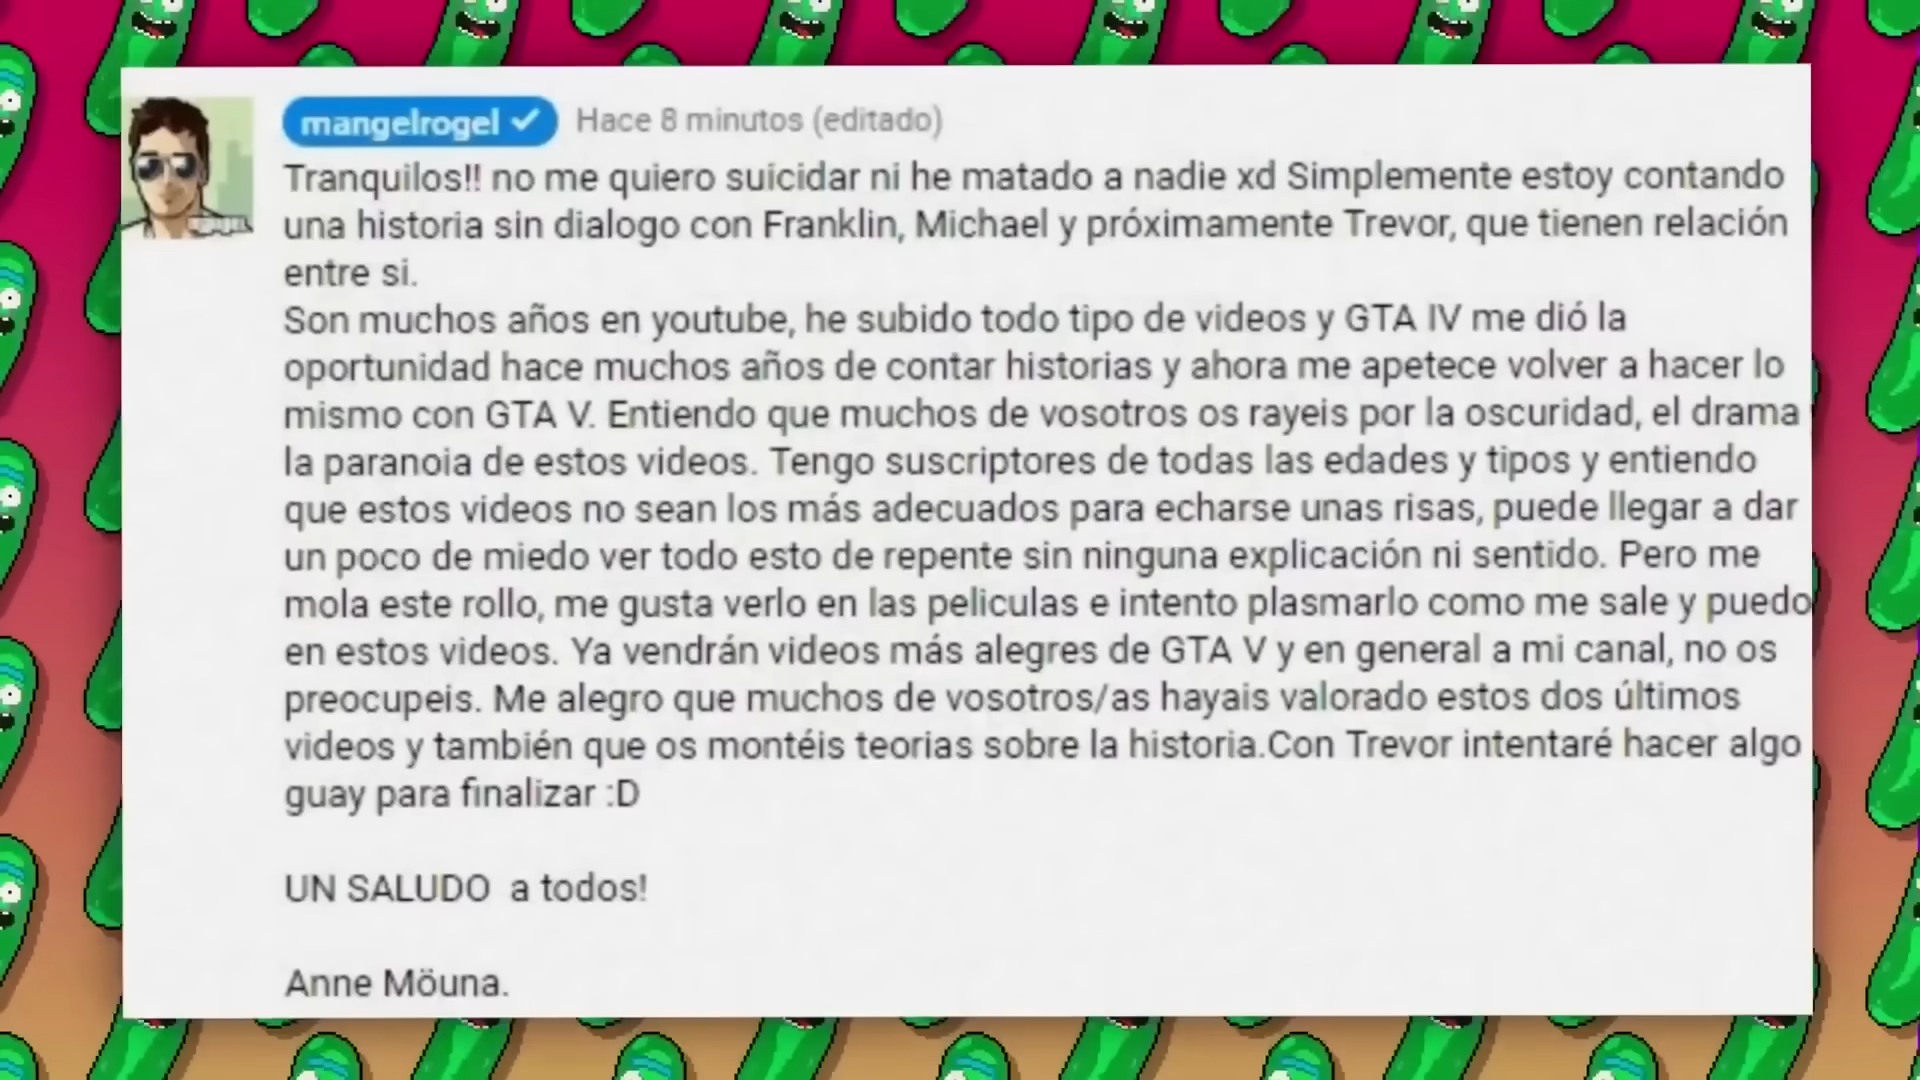 mangelrogel Hace 8 minutos (editado)
Tranquilos!! no me quiero suicidar ni he matado a nadie xd Simplemente estoy contando
una historia sin dialogo con Franklin, Michael y próximamente Trevor, que tienen relación
entre si.
Son muchos años en youtube, he subido todo tipo de videos y GTA IV me dió la
oportunidad hace muchos años de contar historias y ahora me apetece volver a hacer lo
mismo con GTA V. Entiendo que muchos de vosotros os rayeis por la oscuridad, el drama
la paranoia de estos videos. Tengo suscriptores de todas las edades y tipos y entiendo
que estos videos no sean los más adecuados para echarse unas risas, puede llegar a dar
un poco de miedo ver todo esto de repente sin ninguna explicación ni sentido. Pero me
mola este rollo, me gusta verlo en las peliculas e intento plasmarlo como me sale y puedo
en estos videos. Ya vendrán videos más alegres de GTA V y en general a mi canal, no os
preocupeis. Me alegro que muchos de vosotros/as hayais valorado estos dos últimos
videos y también que os montéis teorias sobre la historia.Con Trevor intentaré hacer algo
guay para finalizar :D
UN SALUDO a todos!
Anne Möuna.